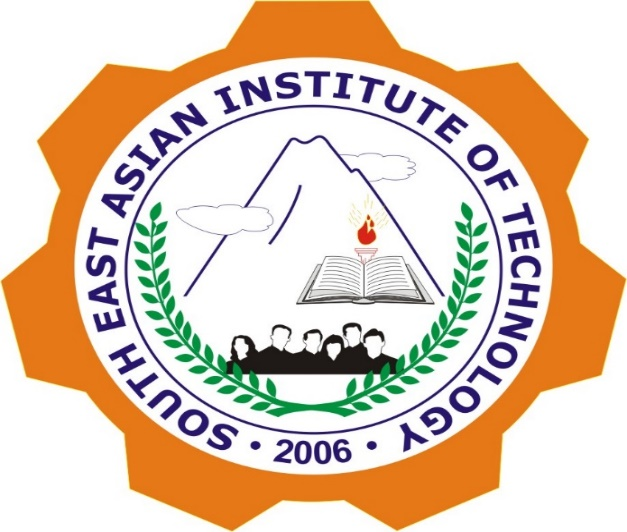 SOUTH EAST ASIAN INSTITUTE OF TECHNOLOGY
• 2006 •